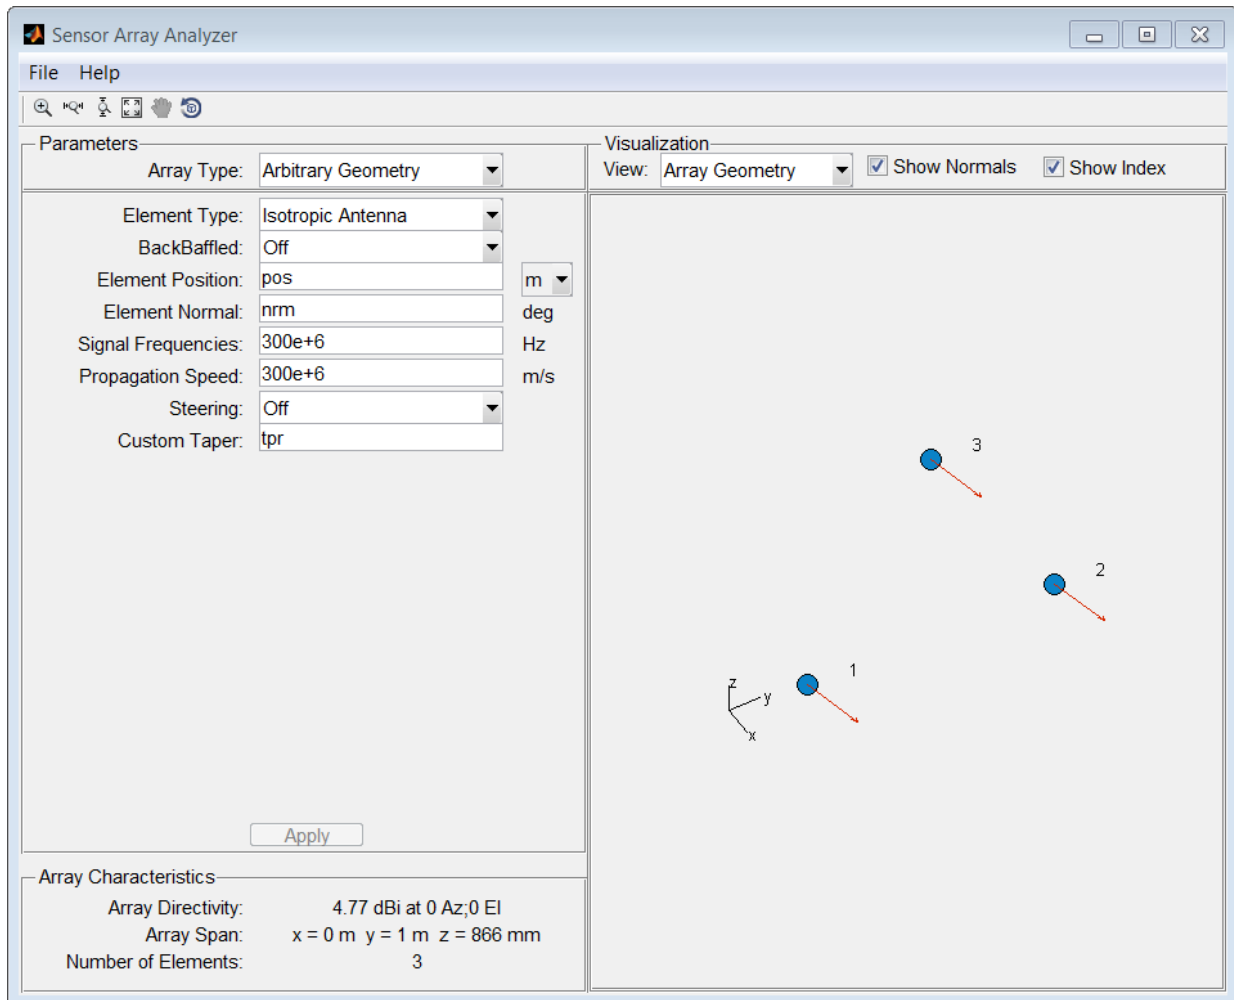 Sensor Array Analyzer
File Help
Parameters
Array Type: Arbitrary Geometry
Visualization
View: Array Geometry Show Normals Show Index
Element Type: Isotropic Antenna
BackBaffled: Off
Element Position: pos m
Element Normal: nrm deg
Signal Frequencies: 300e+6 Hz
Propagation Speed: 300e+6 m/s
Steering: Off
Custom Taper: tpr
Apply
3
2
1
z
y
x
Array Characteristics
Array Directivity: 4.77 dBi at 0 Az;0 El
Array Span: x = 0 m y = 1 m z = 866 mm
Number of Elements: 3